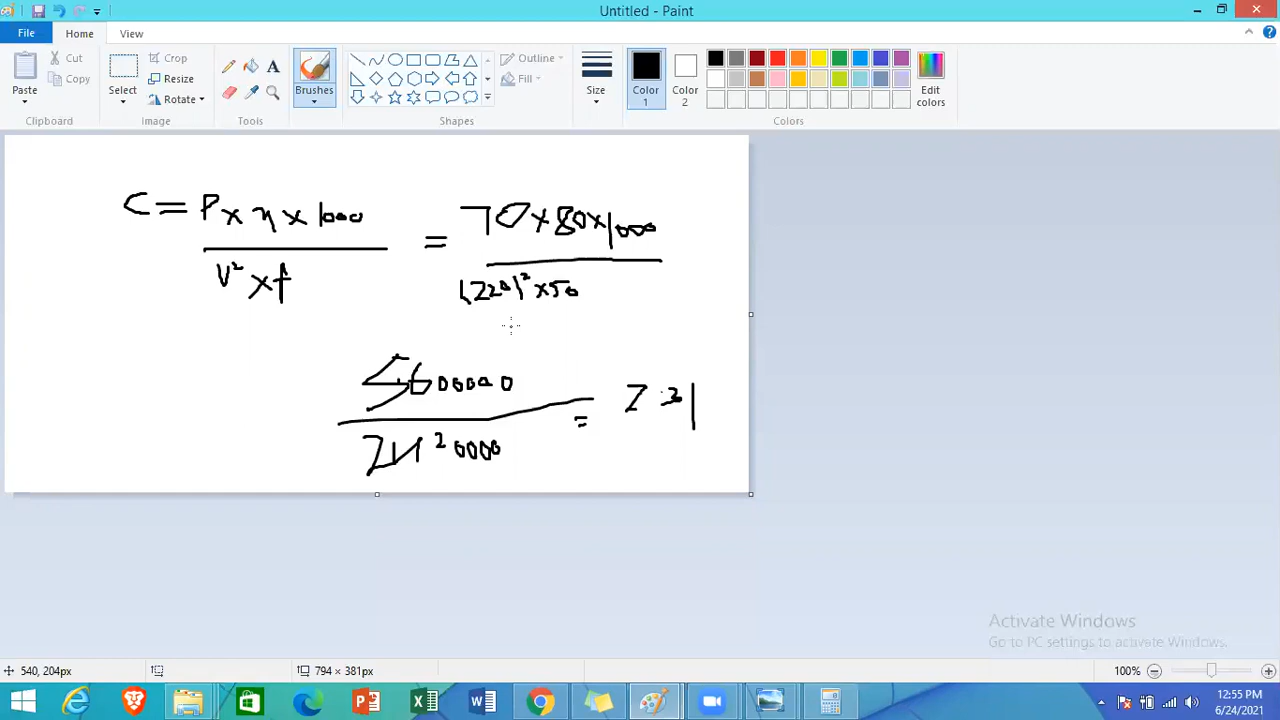 Untitled - Paint
File Home View
Paste Cut Copy Clipboard
Select Crop Resize Rotate Image
Tools
Brushes
Outline Fill Shapes
Size
Color 1
Color 2
Edit colors
Colors
C = P x η x 1000 = 70 x 80 x 1000
V² x f (220)² x 50
5600000
2420000 = 2.31
Activate Windows
Go to PC settings to activate Windows.
540, 204px 794 × 381px 100%
12:55 PM
6/24/2021